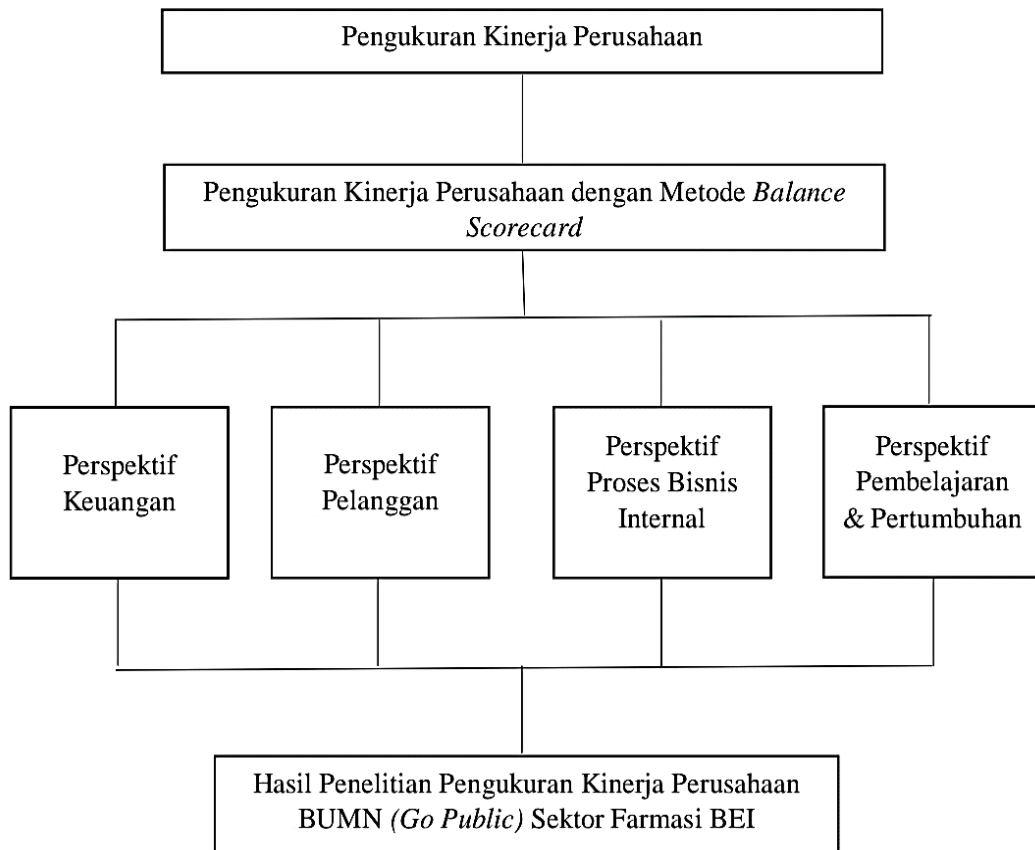 Pengukuran Kinerja Perusahaan
Pengukuran Kinerja Perusahaan dengan Metode Balance
Scorecard
Perspektif
Keuangan
Perspektif
Pelanggan
Perspektif
Proses Bisnis
Internal
Perspektif
Pembelajaran
& Pertumbuhan
Hasil Penelitian Pengukuran Kinerja Perusahaan
BUMN (Go Public) Sektor Farmasi BEI